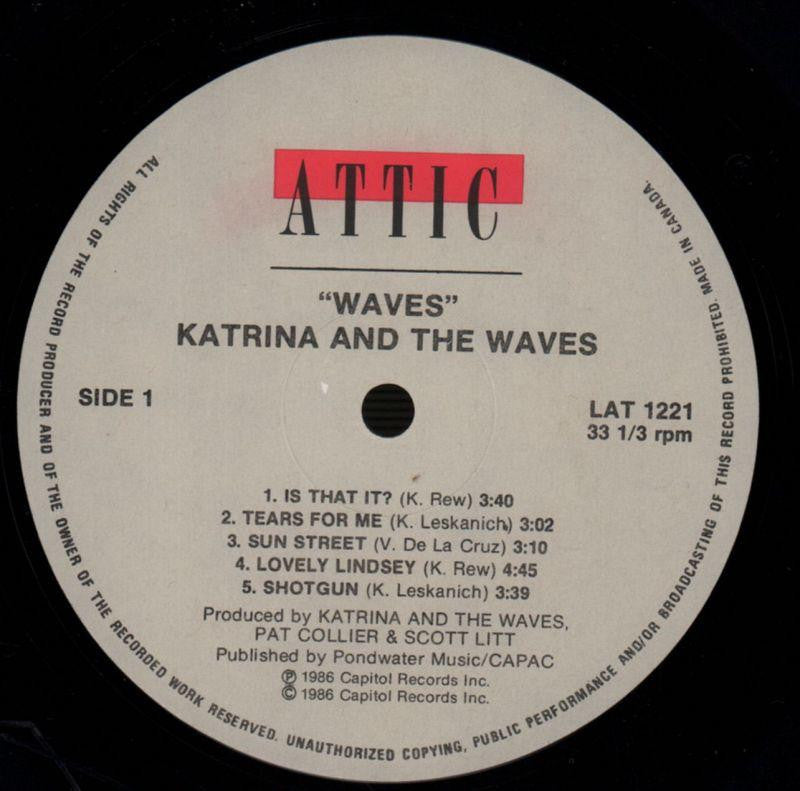 ATTIC
"WAVES"
KATRINA AND THE WAVES
SIDE 1
LAT 1221
33 1/3 rpm
1. IS THAT IT? (K. Rew) 3:40
2. TEARS FOR ME (K. Leskanich) 3:02
3. SUN STREET (V. De La Cruz) 3:10
4. LOVELY LINDSEY (K. Rew) 4:45
5. SHOTGUN (K. Leskanich) 3:39
Produced by KATRINA AND THE WAVES,
PAT COLLIER & SCOTT LITT
Published by Pondwater Music/CAPAC
℗ 1986 Capitol Records Inc.
© 1986 Capitol Records Inc.
ALL RIGHTS OF THE RECORD PRODUCER AND OF THE OWNER OF THE RECORDED WORK RESERVED. UNAUTHORIZED COPYING, PUBLIC PERFORMANCE AND/OR BROADCASTING OF THIS RECORD PROHIBITED. MADE IN CANADA.